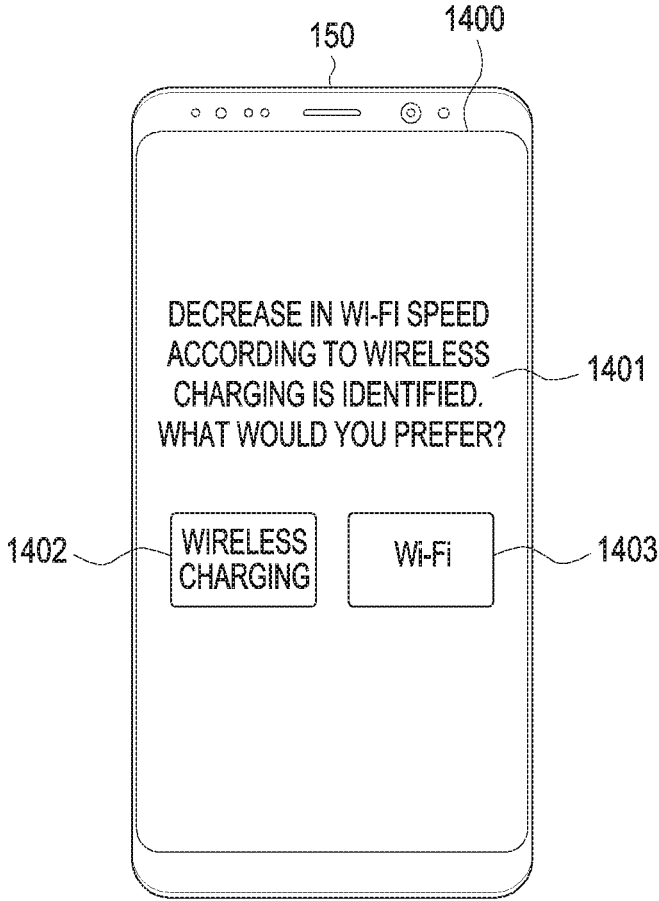 150
1400
DECREASE IN WI-FI SPEED
ACCORDING TO WIRELESS
CHARGING IS IDENTIFIED.
WHAT WOULD YOU PREFER?
1401
1402
WIRELESS
CHARGING
Wi-Fi
1403